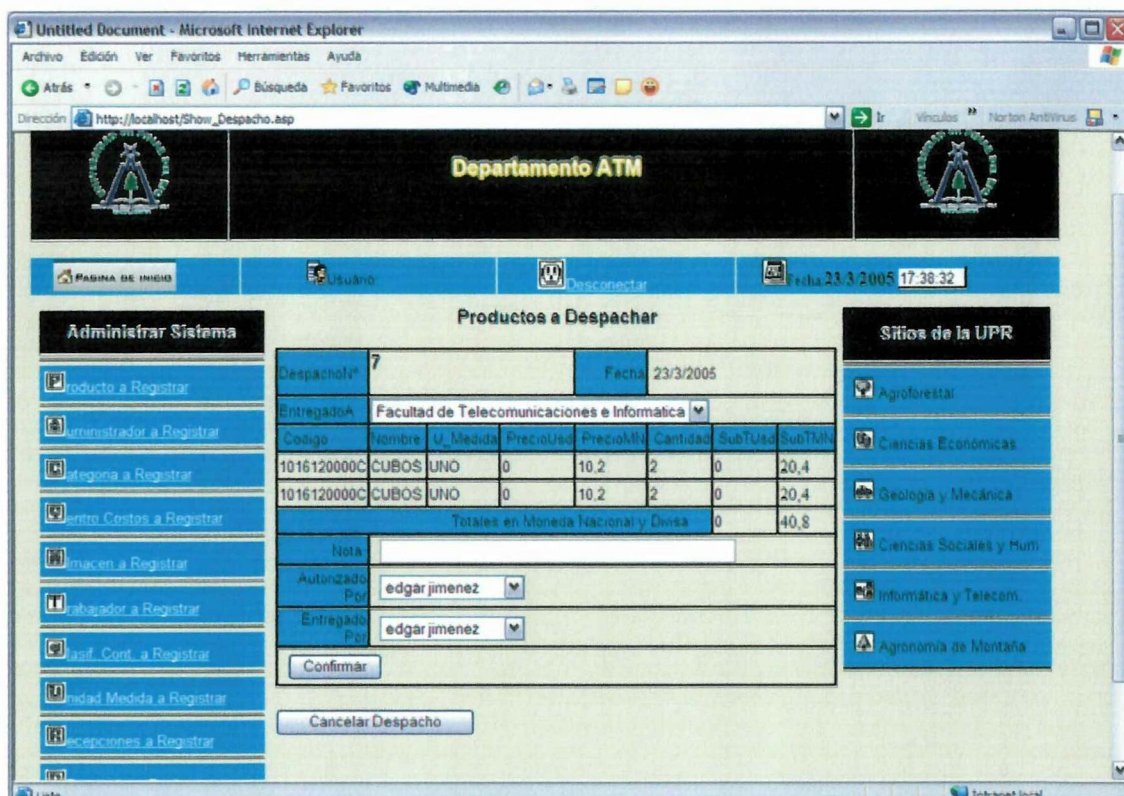 Untitled Document - Microsoft Internet Explorer
Archivo Edición Ver Favoritos Herramientas Ayuda
Atrás Búsqueda Favoritos Multimedia
Dirección http://localhost/Show_Despacho.asp Ir Vínculos Norton AntiVirus
Departamento ATM
PAGINA DE INICIO Usuário Desconectar Fecha 23/3/2005 17:38:32
Administrar Sistema
Producto a Registrar
Suministrador a Registrar
Categoria a Registrar
Centro Costos a Registrar
Almacen a Registrar
Trabajador a Registrar
Clasif. Cont. a Registrar
Unidad Medida a Registrar
Recepciones a Registrar
Productos a Despachar
DespachoNº 7 Fecha 23/3/2005
EntregadoA Facultad de Telecomunicaciones e Informatica
Codigo Nombre U_Medida PrecioUsd PrecioMN Cantidad SubTUsd SubTMN
1016120000C CUBOS UNO 0 10,2 2 0 20,4
1016120000C CUBOS UNO 0 10,2 2 0 20,4
Totales en Moneda Nacional y Divisa 0 40,8
Nota
Autorizado Por edgar jimenez
Entregado Por edgar jimenez
Confirmar
Cancelar Despacho
Sitios de la UPR
Agroforestal
Ciencias Económicas
Geología y Mecánica
Ciencias Sociales y Hum
Informática y Telecom.
Agronomía de Montaña
Listo Intranet local